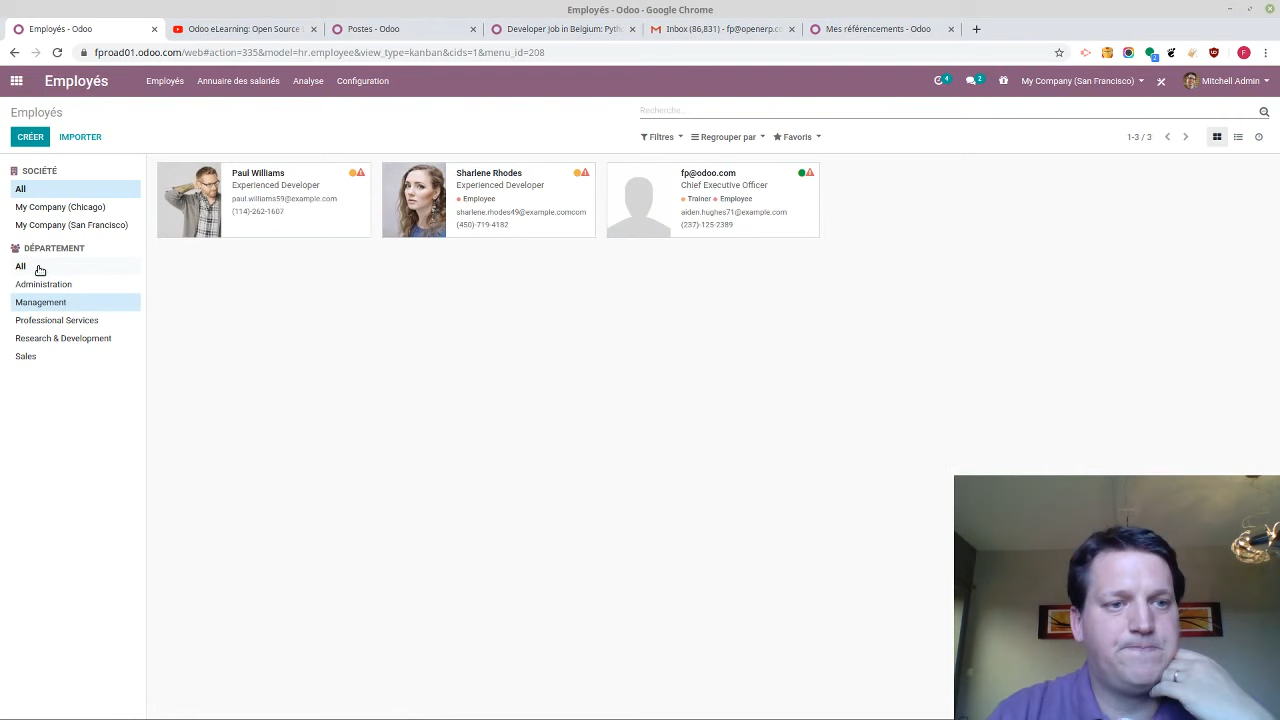 Employés - Odoo - Google Chrome
Employés - Odoo
Odoo eLearning: Open Source
Postes - Odoo
Developer Job in Belgium: Pyth
Inbox (86,831) - fp@openerp.c
Mes référencements - Odoo
fproad01.odoo.com/web#action=335&model=hr.employee&view_type=kanban&cids=1&menu_id=208
2
F
Employés
Employés
Annuaire des salariés
Analyse
Configuration
4
2
My Company (San Francisco)
Mitchell Admin
Employés
Recherche...
CRÉER
IMPORTER
Filtres
Regrouper par
Favoris
1-3 / 3
SOCIÉTÉ
All
My Company (Chicago)
My Company (San Francisco)
DÉPARTEMENT
All
Administration
Management
Professional Services
Research & Development
Sales
Paul Williams
Experienced Developer
paul.williams59@example.com
(114)-262-1607
Sharlene Rhodes
Experienced Developer
Employee
sharlene.rhodes49@example.comcom
(450)-719-4182
fp@odoo.com
Chief Executive Officer
Trainer Employee
aiden.hughes71@example.com
(237)-125-2389